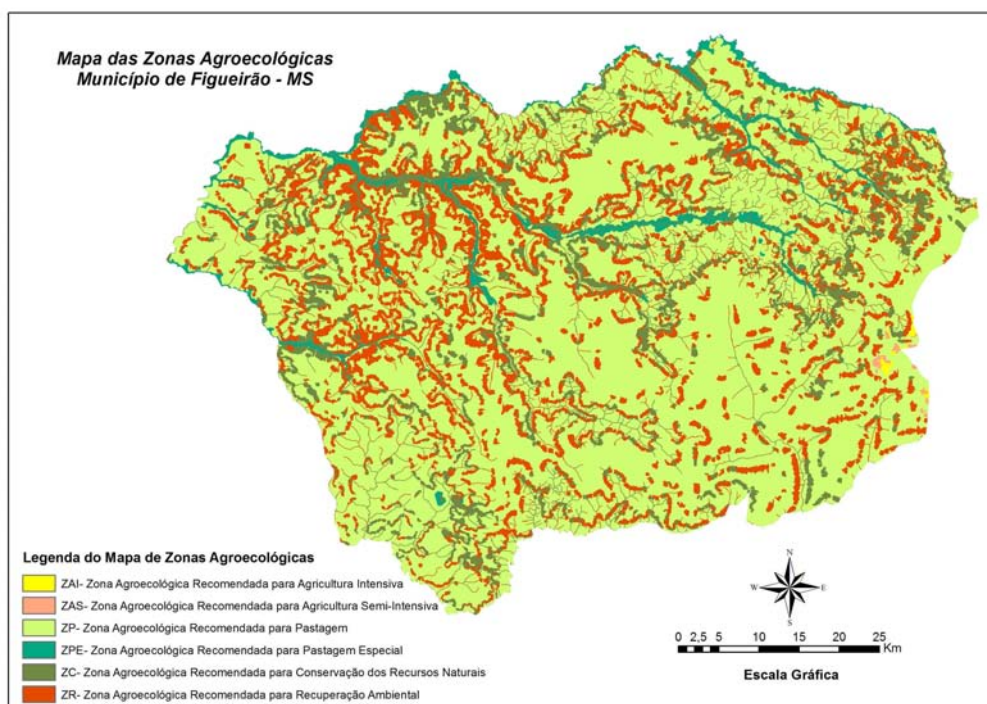 Mapa das Zonas Agroecológicas
Município de Figueirão - MS
Legenda do Mapa de Zonas Agroecológicas
ZAI- Zona Agroecológica Recomendada para Agricultura Intensiva
ZAS- Zona Agroecológica Recomendada para Agricultura Semi-Intensiva
ZP- Zona Agroecológica Recomendada para Pastagem
ZPE- Zona Agroecológica Recomendada para Pastagem Especial
ZC- Zona Agroecológica Recomendada para Conservação dos Recursos Naturais
ZR- Zona Agroecológica Recomendada para Recuperação Ambiental
N
W E
S
0 2,5 5 10 15 20 25
Km
Escala Gráfica